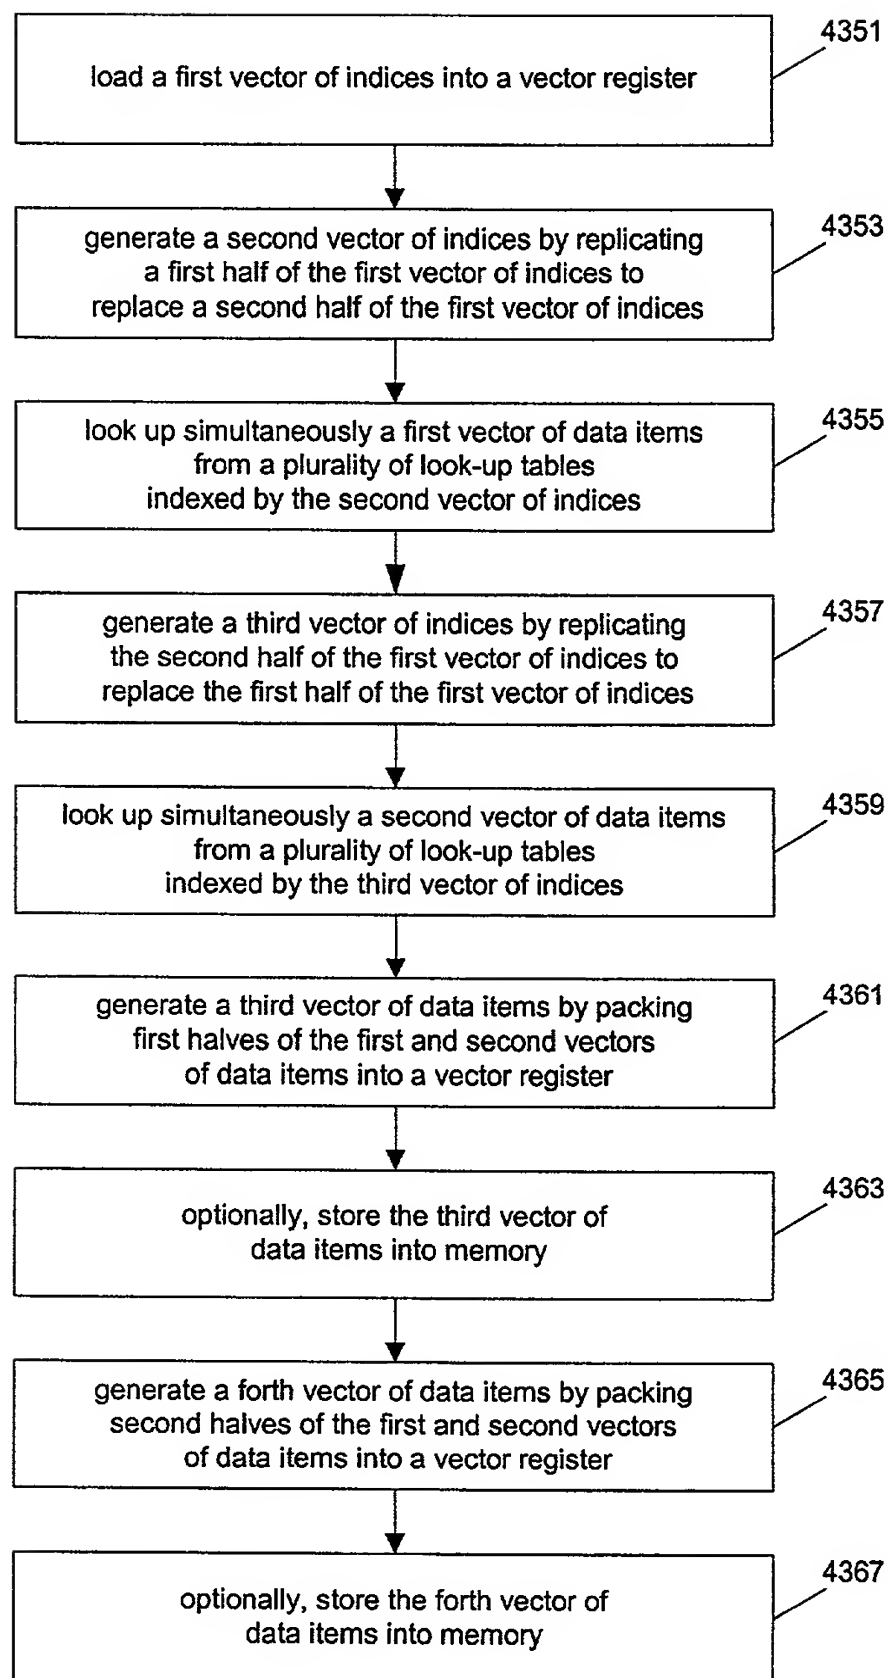 4351
load a first vector of indices into a vector register
4353
generate a second vector of indices by replicating
a first half of the first vector of indices to
replace a second half of the first vector of indices
4355
look up simultaneously a first vector of data items
from a plurality of look-up tables
indexed by the second vector of indices
4357
generate a third vector of indices by replicating
the second half of the first vector of indices to
replace the first half of the first vector of indices
4359
look up simultaneously a second vector of data items
from a plurality of look-up tables
indexed by the third vector of indices
4361
generate a third vector of data items by packing
first halves of the first and second vectors
of data items into a vector register
4363
optionally, store the third vector of
data items into memory
4365
generate a forth vector of data items by packing
second halves of the first and second vectors
of data items into a vector register
4367
optionally, store the forth vector of
data items into memory